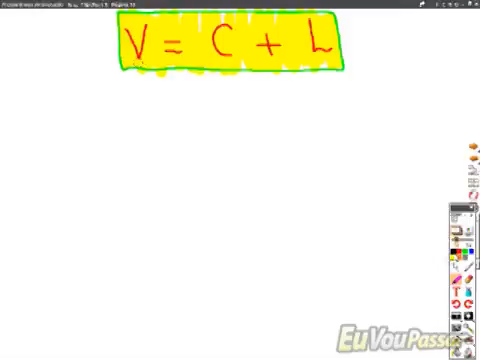 V = C + L
EuVouPassar